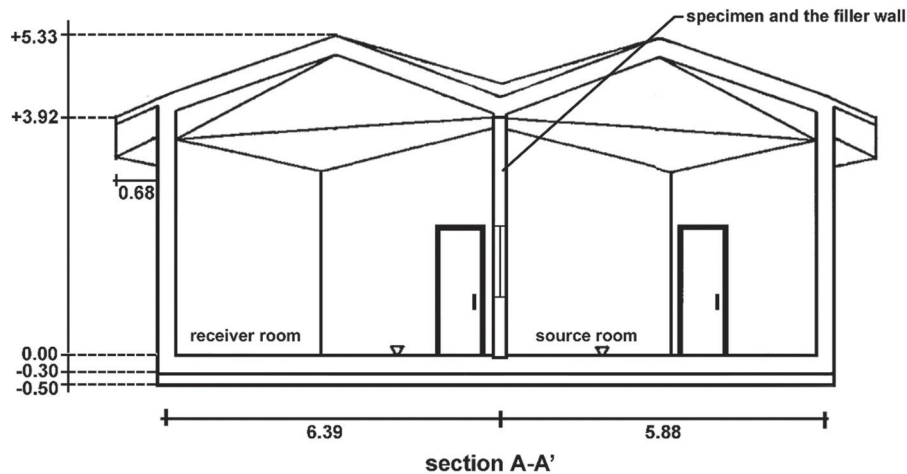 specimen and the filler wall
+5.33
+3.92
0.68
receiver room
source room
0.00
-0.30
-0.50
6.39
5.88
section A-A'